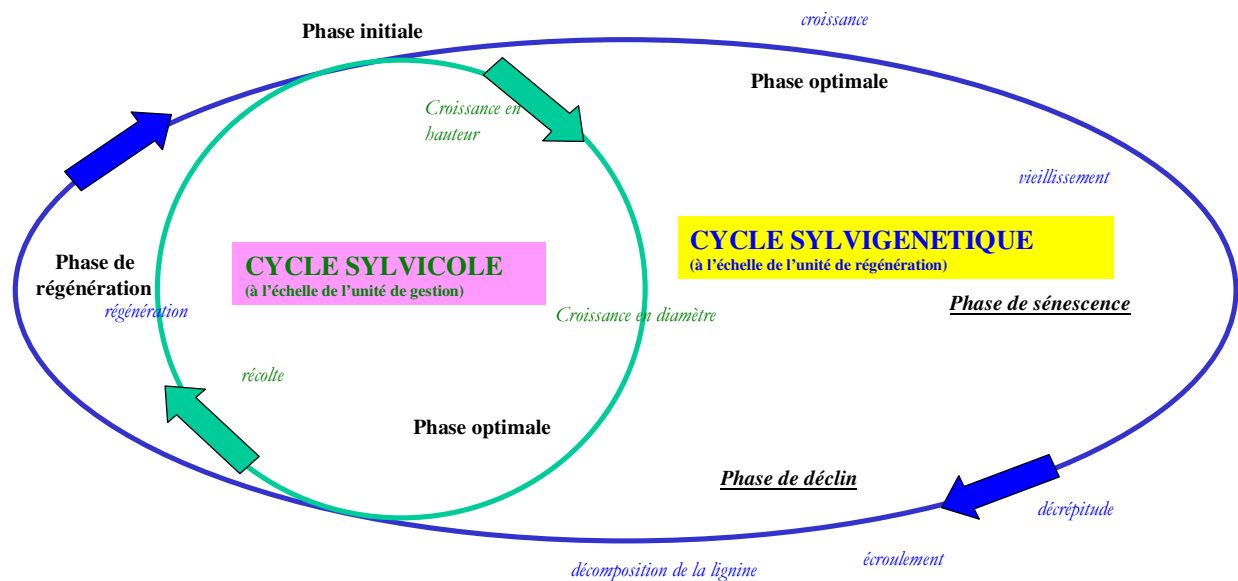 croissance
Phase initiale
Phase optimale
Croissance en
hauteur
vieillissement
CYCLE SYLVIGENETIQUE
(à l'échelle de l'unité de régénération)
CYCLE SYLVICOLE
(à l'échelle de l'unité de gestion)
Phase de
régénération
régénération
Croissance en diamètre
Phase de sénescence
récolte
Phase optimale
Phase de déclin
décrépitude
écroulement
décomposition de la lignine